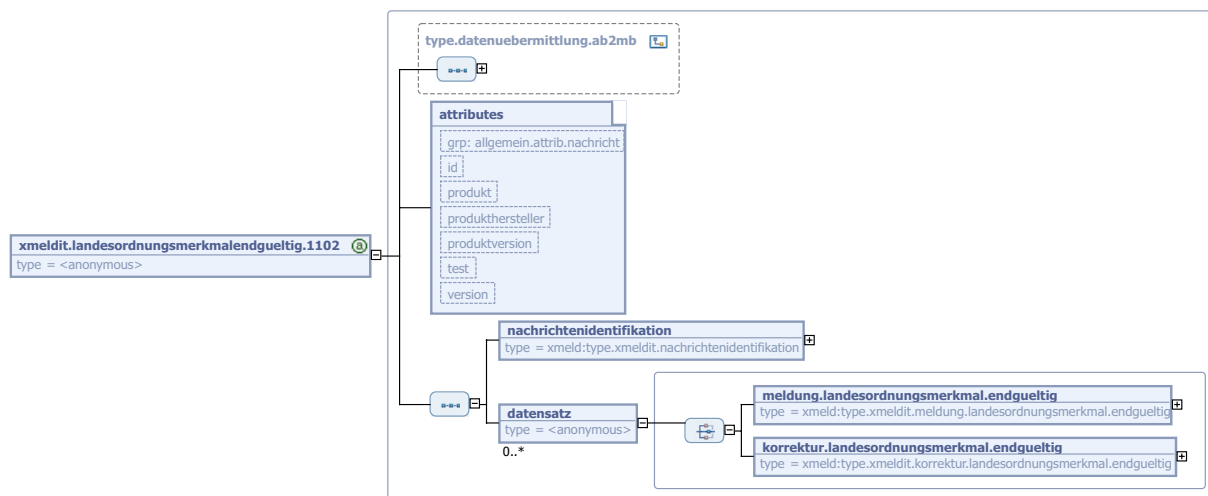 type.datenuebermittlung.ab2mb
attributes
grp: allgemein.attrib.nachricht
id
produkt
produkthersteller
produktversion
test
version
xmeldit.landesordnungsmerkmalendgueltig.1102
type = <anonymous>
nachrichtenidentifikation
type = xmeld:type.xmeldit.nachrichtenidentifikation
datensatz
type = <anonymous>
0..*
meldung.landesordnungsmerkmal.endgueltig
type = xmeld:type.xmeldit.meldung.landesordnungsmerkmal.endgueltig
korrektur.landesordnungsmerkmal.endgueltig
type = xmeld:type.xmeldit.korrektur.landesordnungsmerkmal.endgueltig